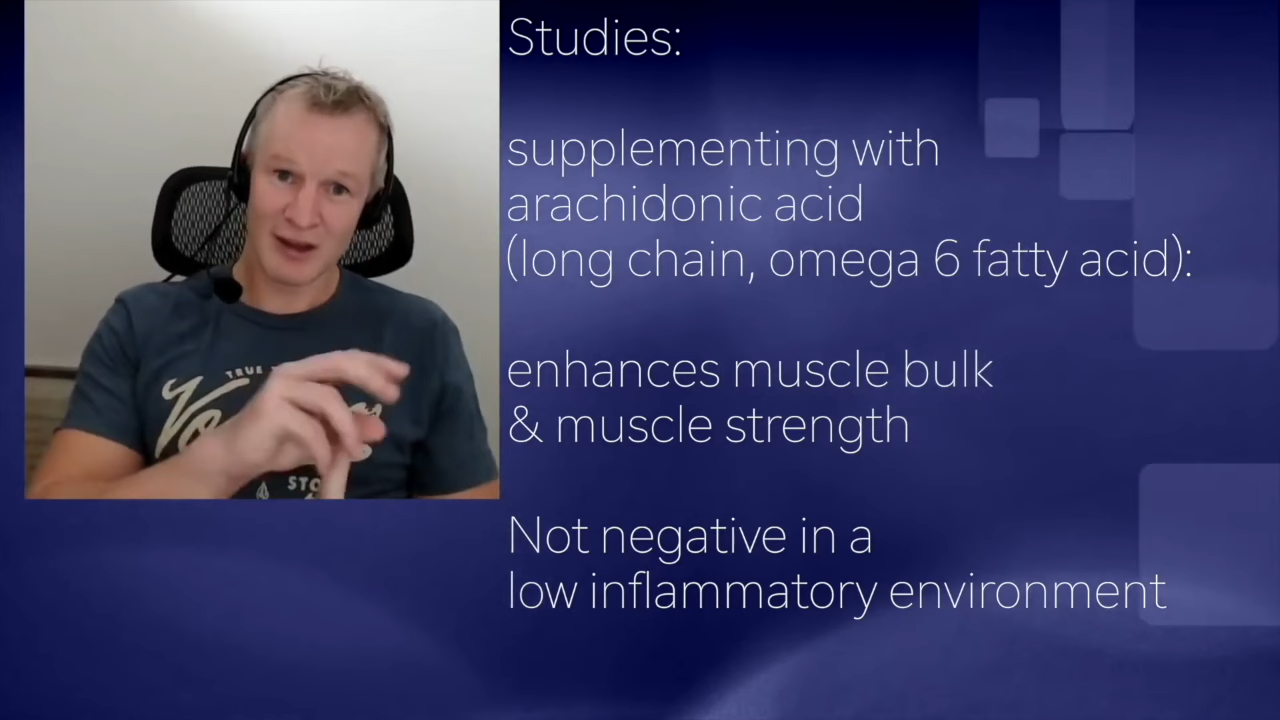 Studies:
supplementing with
arachidonic acid
(long chain, omega 6 fatty acid):
enhances muscle bulk
& muscle strength
Not negative in a
low inflammatory environment
TRUE